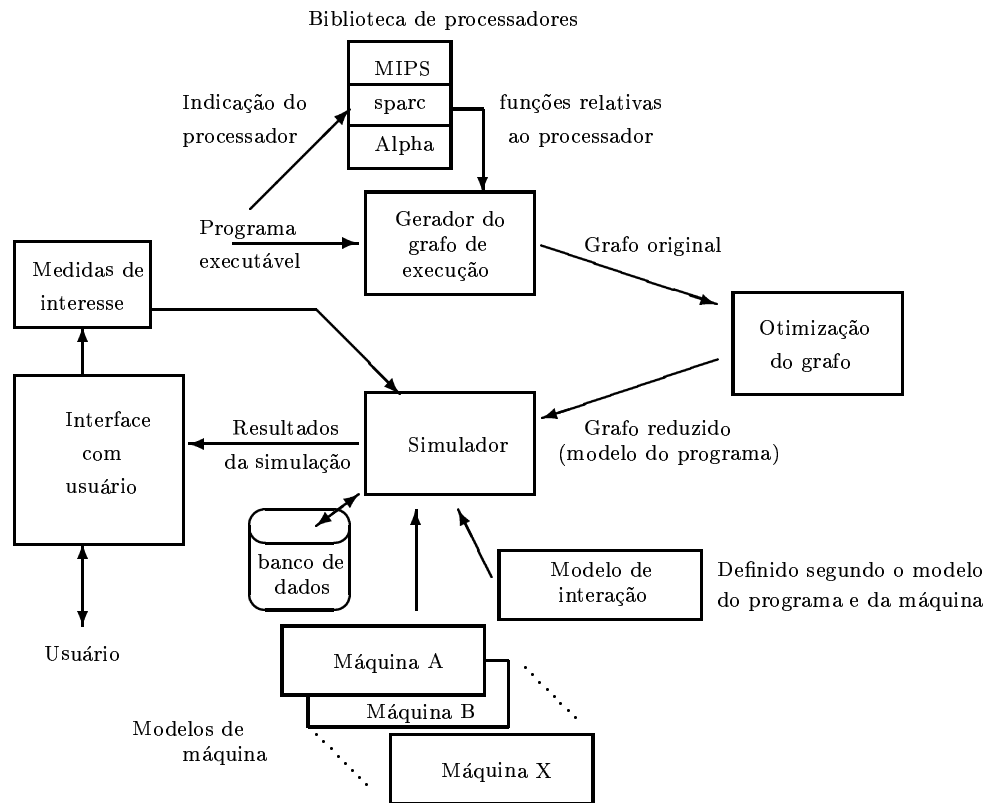 Biblioteca de processadores
MIPS
sparc
Alpha
Indicação do
processador
funções relativas
ao processador
Programa
executável
Gerador do
grafo de
execução
Grafo original
Medidas de
interesse
Otimização
do grafo
Interface
com
usuário
Resultados
da simulação
Simulador
Grafo reduzido
(modelo do programa)
banco de
dados
Modelo de
interação
Definido segundo o modelo
do programa e da máquina
Usuário
Máquina A
Máquina B
Modelos de
máquina
Máquina X